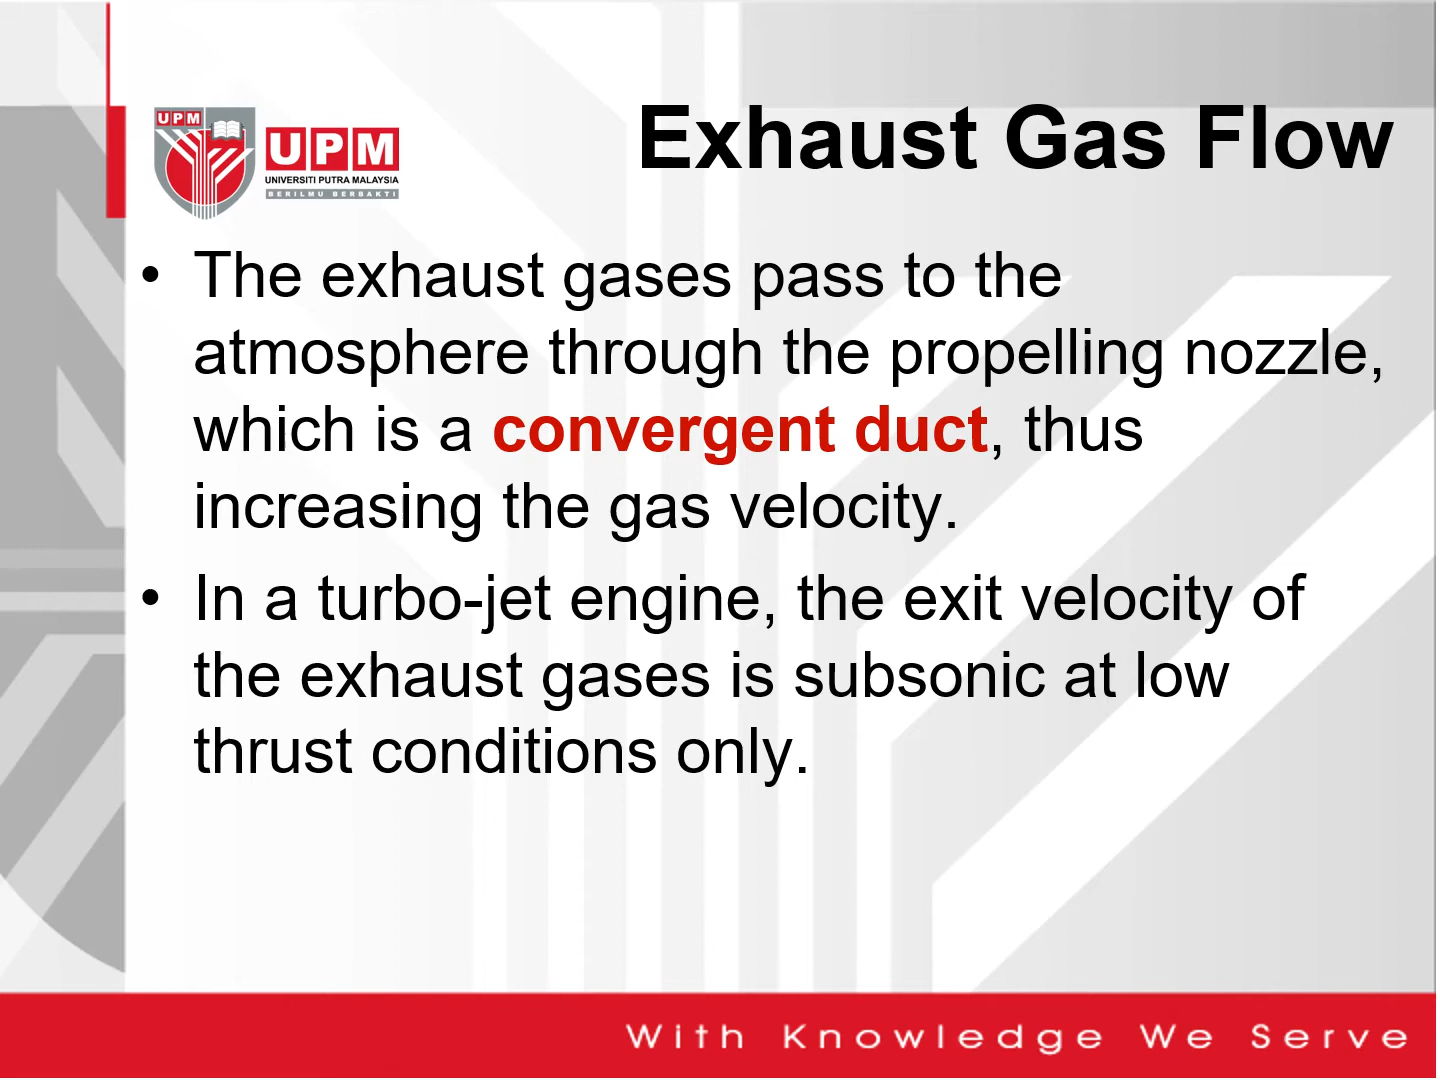 UPM
UPM
UNIVERSITI PUTRA MALAYSIA
BERILMU BERBAKTI
Exhaust Gas Flow
• The exhaust gases pass to the
atmosphere through the propelling nozzle,
which is a convergent duct, thus
increasing the gas velocity.
• In a turbo-jet engine, the exit velocity of
the exhaust gases is subsonic at low
thrust conditions only.
With Knowledge We Serve